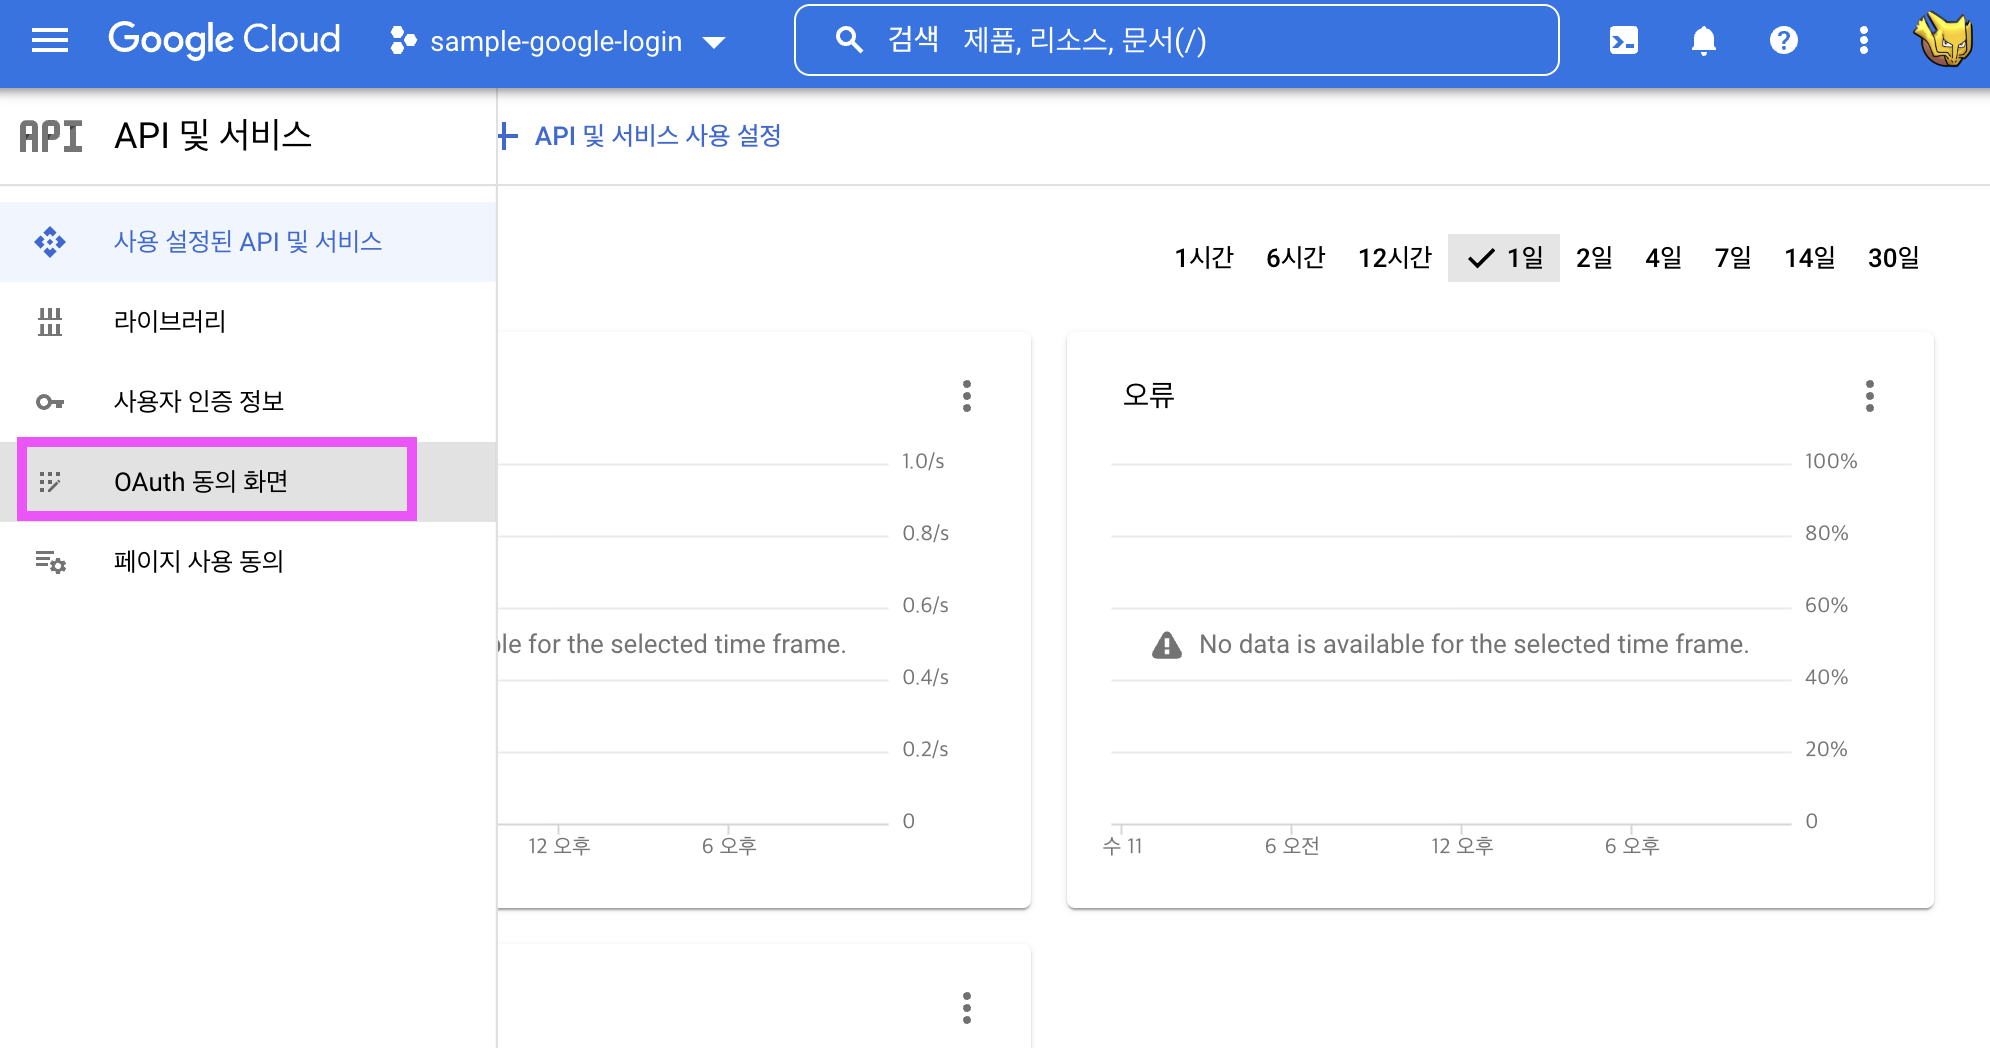 Google Cloud
sample-google-login
검색 제품, 리소스, 문서(/)
API
API 및 서비스
API 및 서비스 사용 설정
사용 설정된 API 및 서비스
라이브러리
사용자 인증 정보
OAuth 동의 화면
페이지 사용 동의
1시간 6시간 12시간 1일 2일 4일 7일 14일 30일
1.0/s
0.8/s
0.6/s
for the selected time frame.
0.4/s
0.2/s
0
12 오후 6 오후
오류
100%
80%
60%
No data is available for the selected time frame.
40%
20%
0
수 11 6 오전 12 오후 6 오후